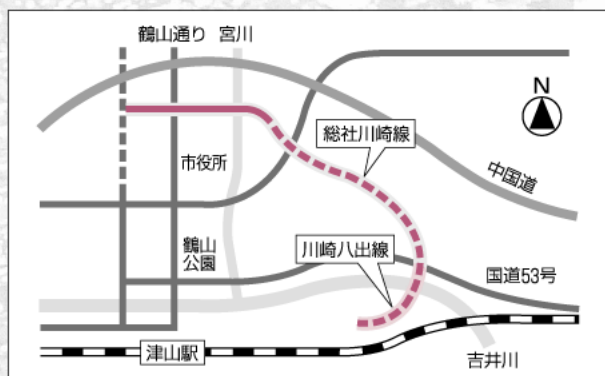 鶴山通り 宮川
N
総社川崎線
市役所
中国道
鶴山
公園
川崎八出線
国道53号
津山駅
吉井川